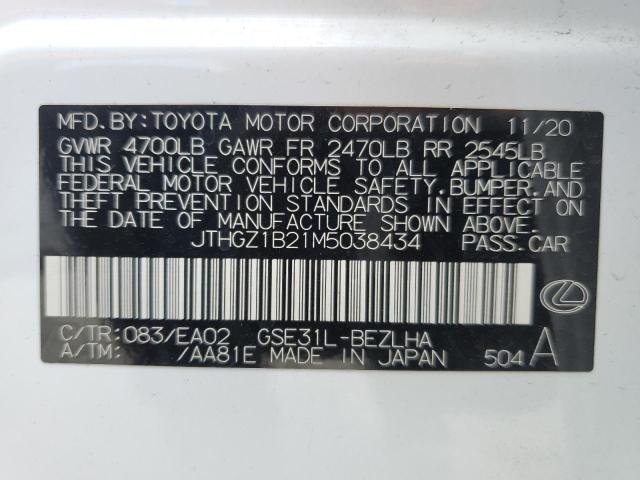 MFD.BY:TOYOTA MOTOR CORPORATION 11/20
GVWR 4700LB GAWR FR 2470LB RR 2545LB
THIS VEHICLE CONFORMS TO ALL APPLICABLE
FEDERAL MOTOR VEHICLE SAFETY,BUMPER,AND
THEFT PREVENTION STANDARDS IN EFFECT ON
THE DATE OF MANUFACTURE SHOWN ABOVE.
JTHGZ1B21M5038434 PASS.CAR
C/TR:083/EA02 GSE31L-BEZLHA
A/TM: /AA81E MADE IN JAPAN 504 A